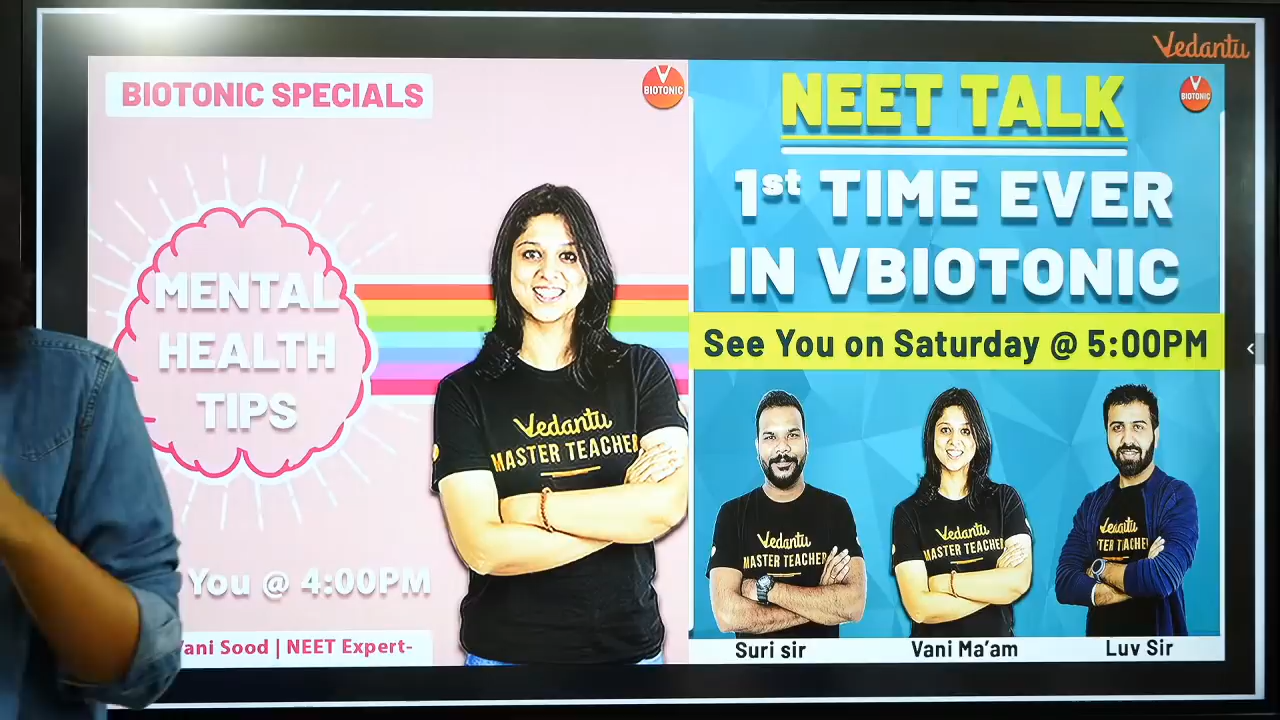 Vedantu
BIOTONIC SPECIALS
V
BIOTONIC
MENTAL
HEALTH
TIPS
Vedantu
MASTER TEACHER
You @ 4:00PM
Vani Sood | NEET Expert-
NEET TALK
V
BIOTONIC
1st TIME EVER
IN VBIOTONIC
See You on Saturday @ 5:00PM
Vedantu
MASTER TEACHER
Vedantu
MASTER TEACHER
Vedantu
TER TEACHE
Suri sir
Vani Ma'am
Luv Sir